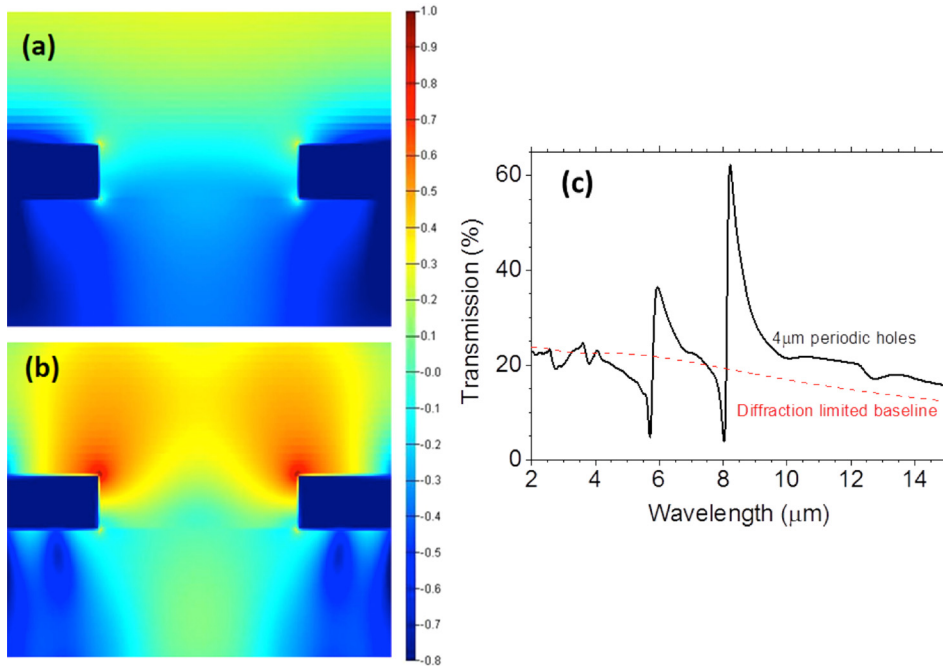 (a)
(b)
1.0
0.9
0.8
0.7
0.6
0.5
0.4
0.3
0.2
0.1
-0.0
-0.1
-0.2
-0.3
-0.4
-0.5
-0.6
-0.7
-0.8
(c)
Transmission (%)
60
40
20
0
4μm periodic holes
Diffraction limited baseline
2 4 6 8 10 12 14
Wavelength (μm)